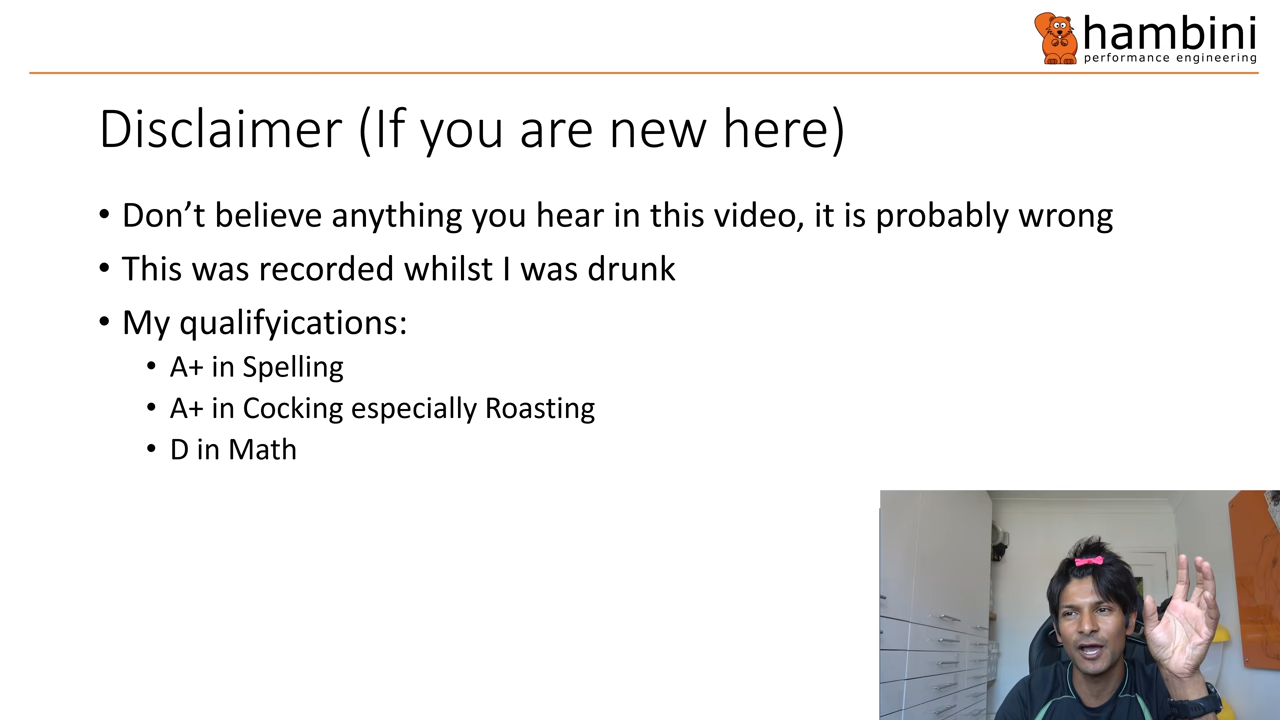 hambini
performance engineering
Disclaimer (If you are new here)
• Don’t believe anything you hear in this video, it is probably wrong
• This was recorded whilst I was drunk
• My qualifyications:
• A+ in Spelling
• A+ in Cocking especially Roasting
• D in Math